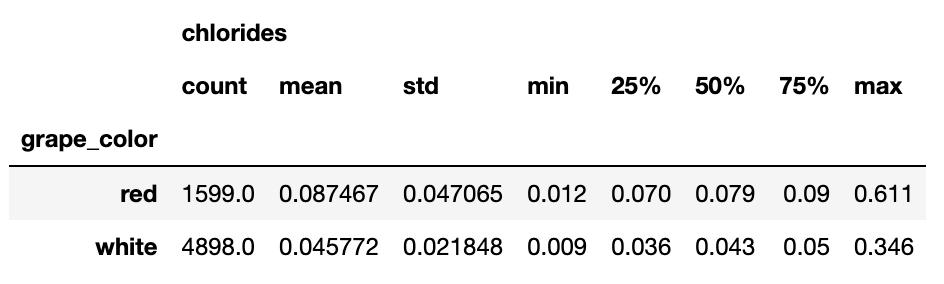 chlorides
count mean std min 25% 50% 75% max
grape_color
red 1599.0 0.087467 0.047065 0.012 0.070 0.079 0.09 0.611
white 4898.0 0.045772 0.021848 0.009 0.036 0.043 0.05 0.346